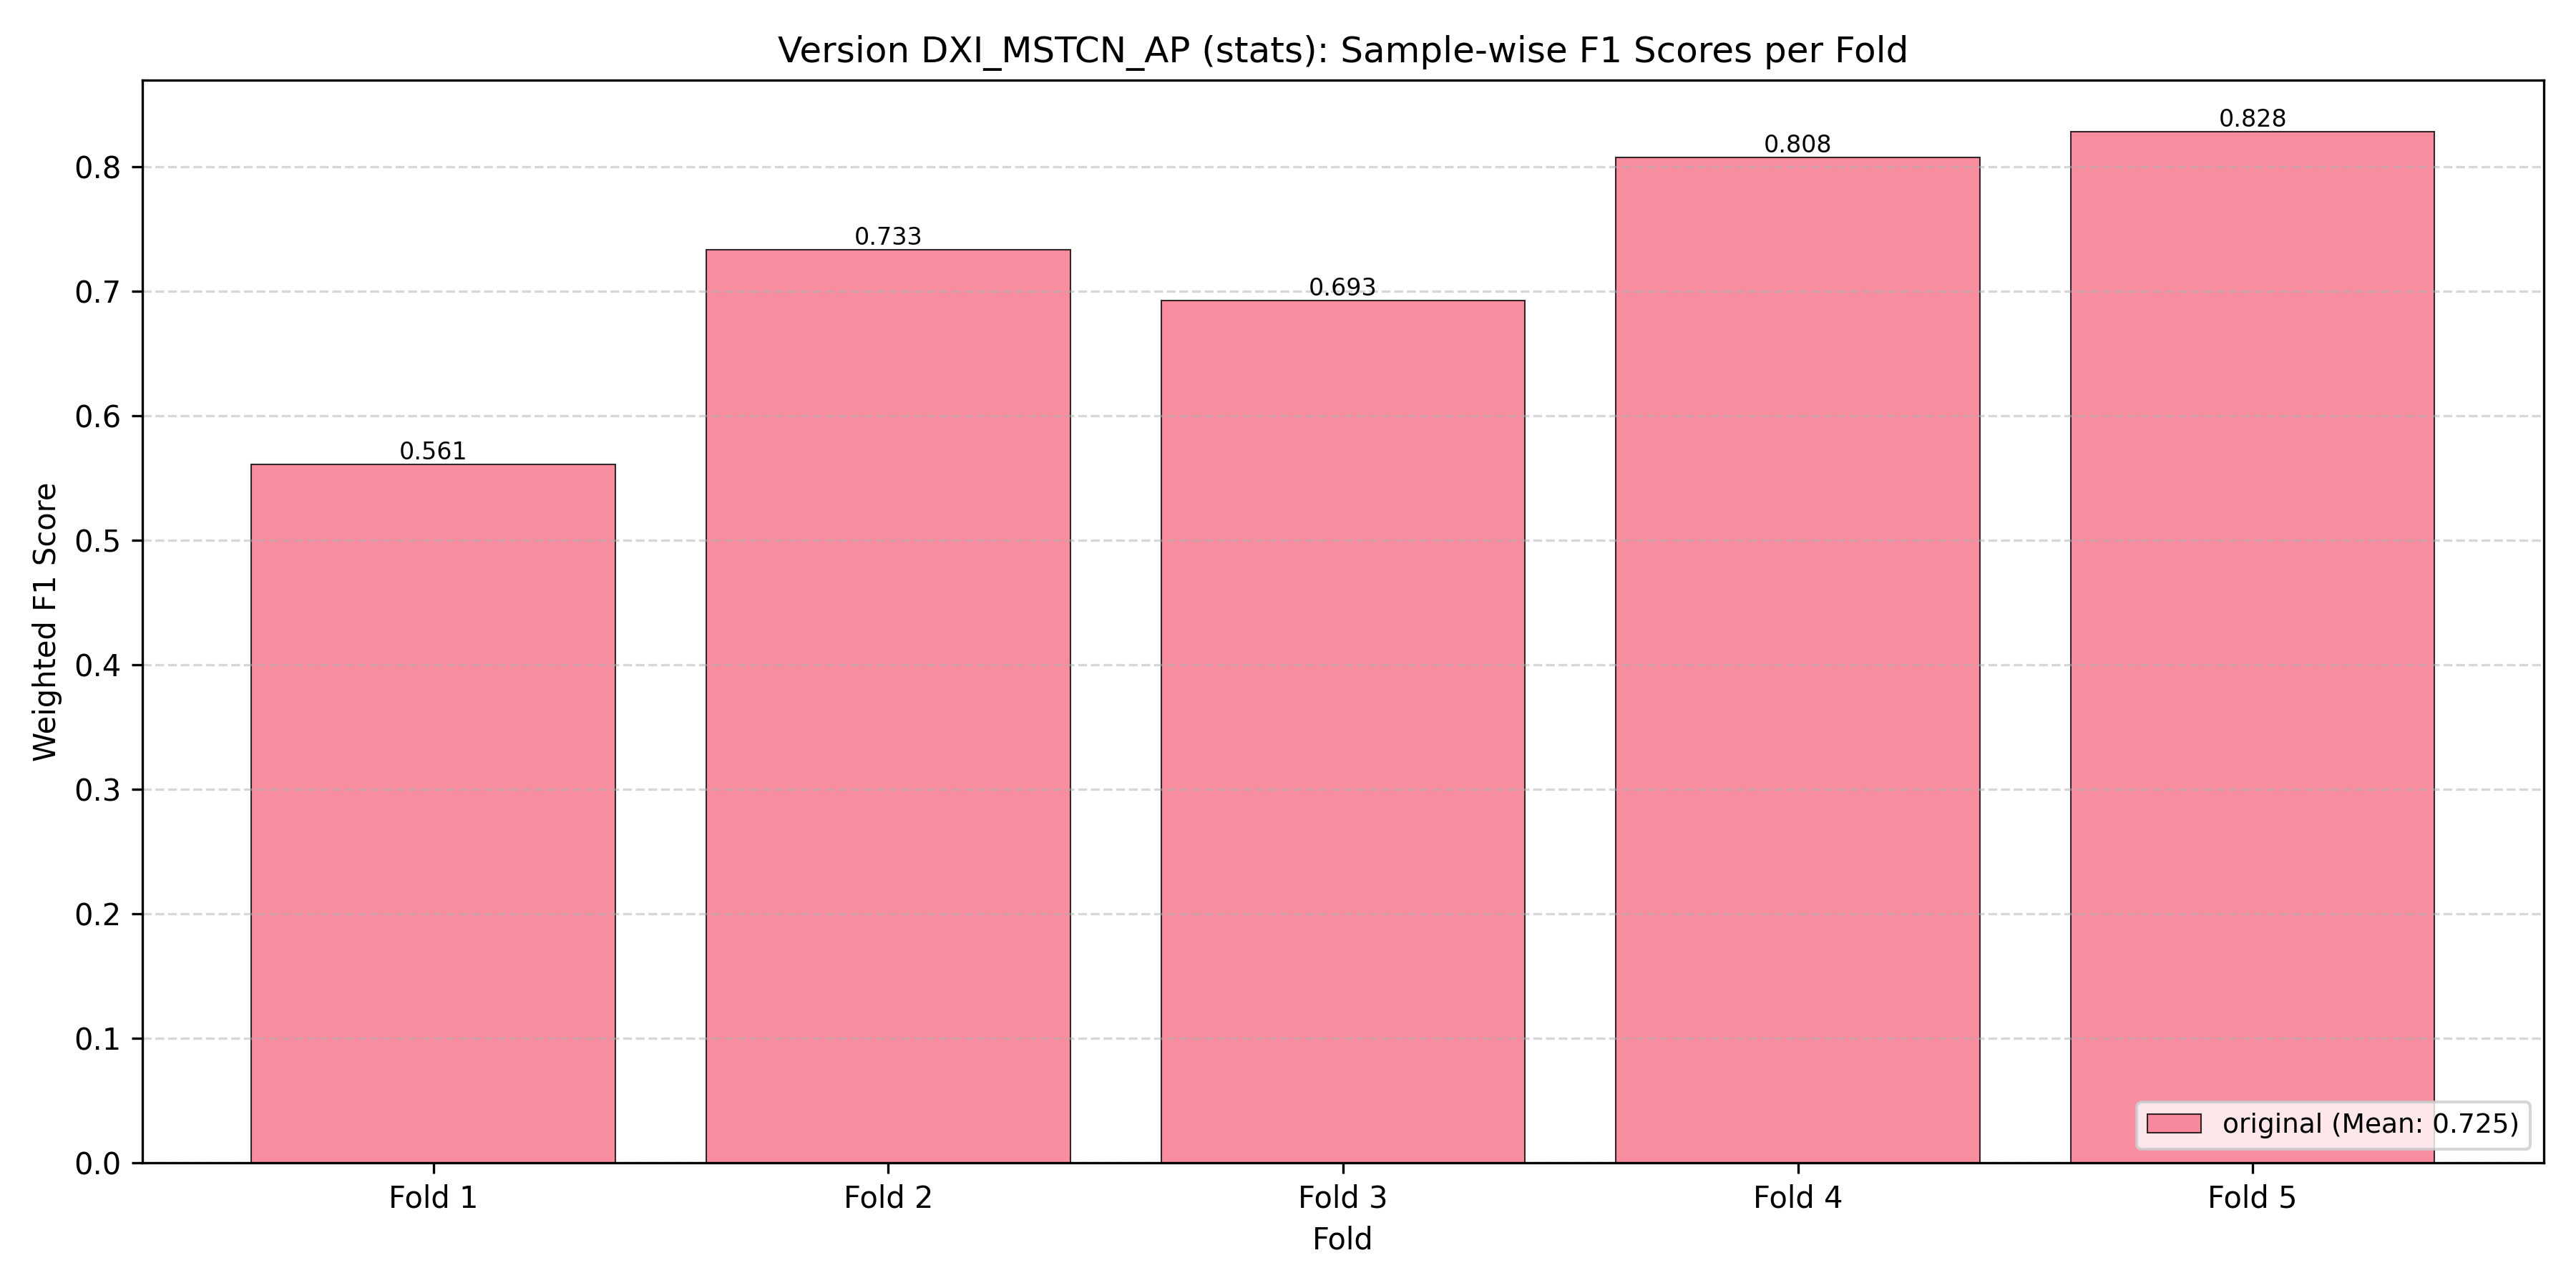 Version DXI_MSTCN_AP (stats): Sample-wise F1 Scores per Fold
Weighted F1 Score
0.8
0.7
0.6
0.5
0.4
0.3
0.2
0.1
0.0
0.561
0.733
0.693
0.808
0.828
original (Mean: 0.725)
Fold 1
Fold 2
Fold 3
Fold 4
Fold 5
Fold